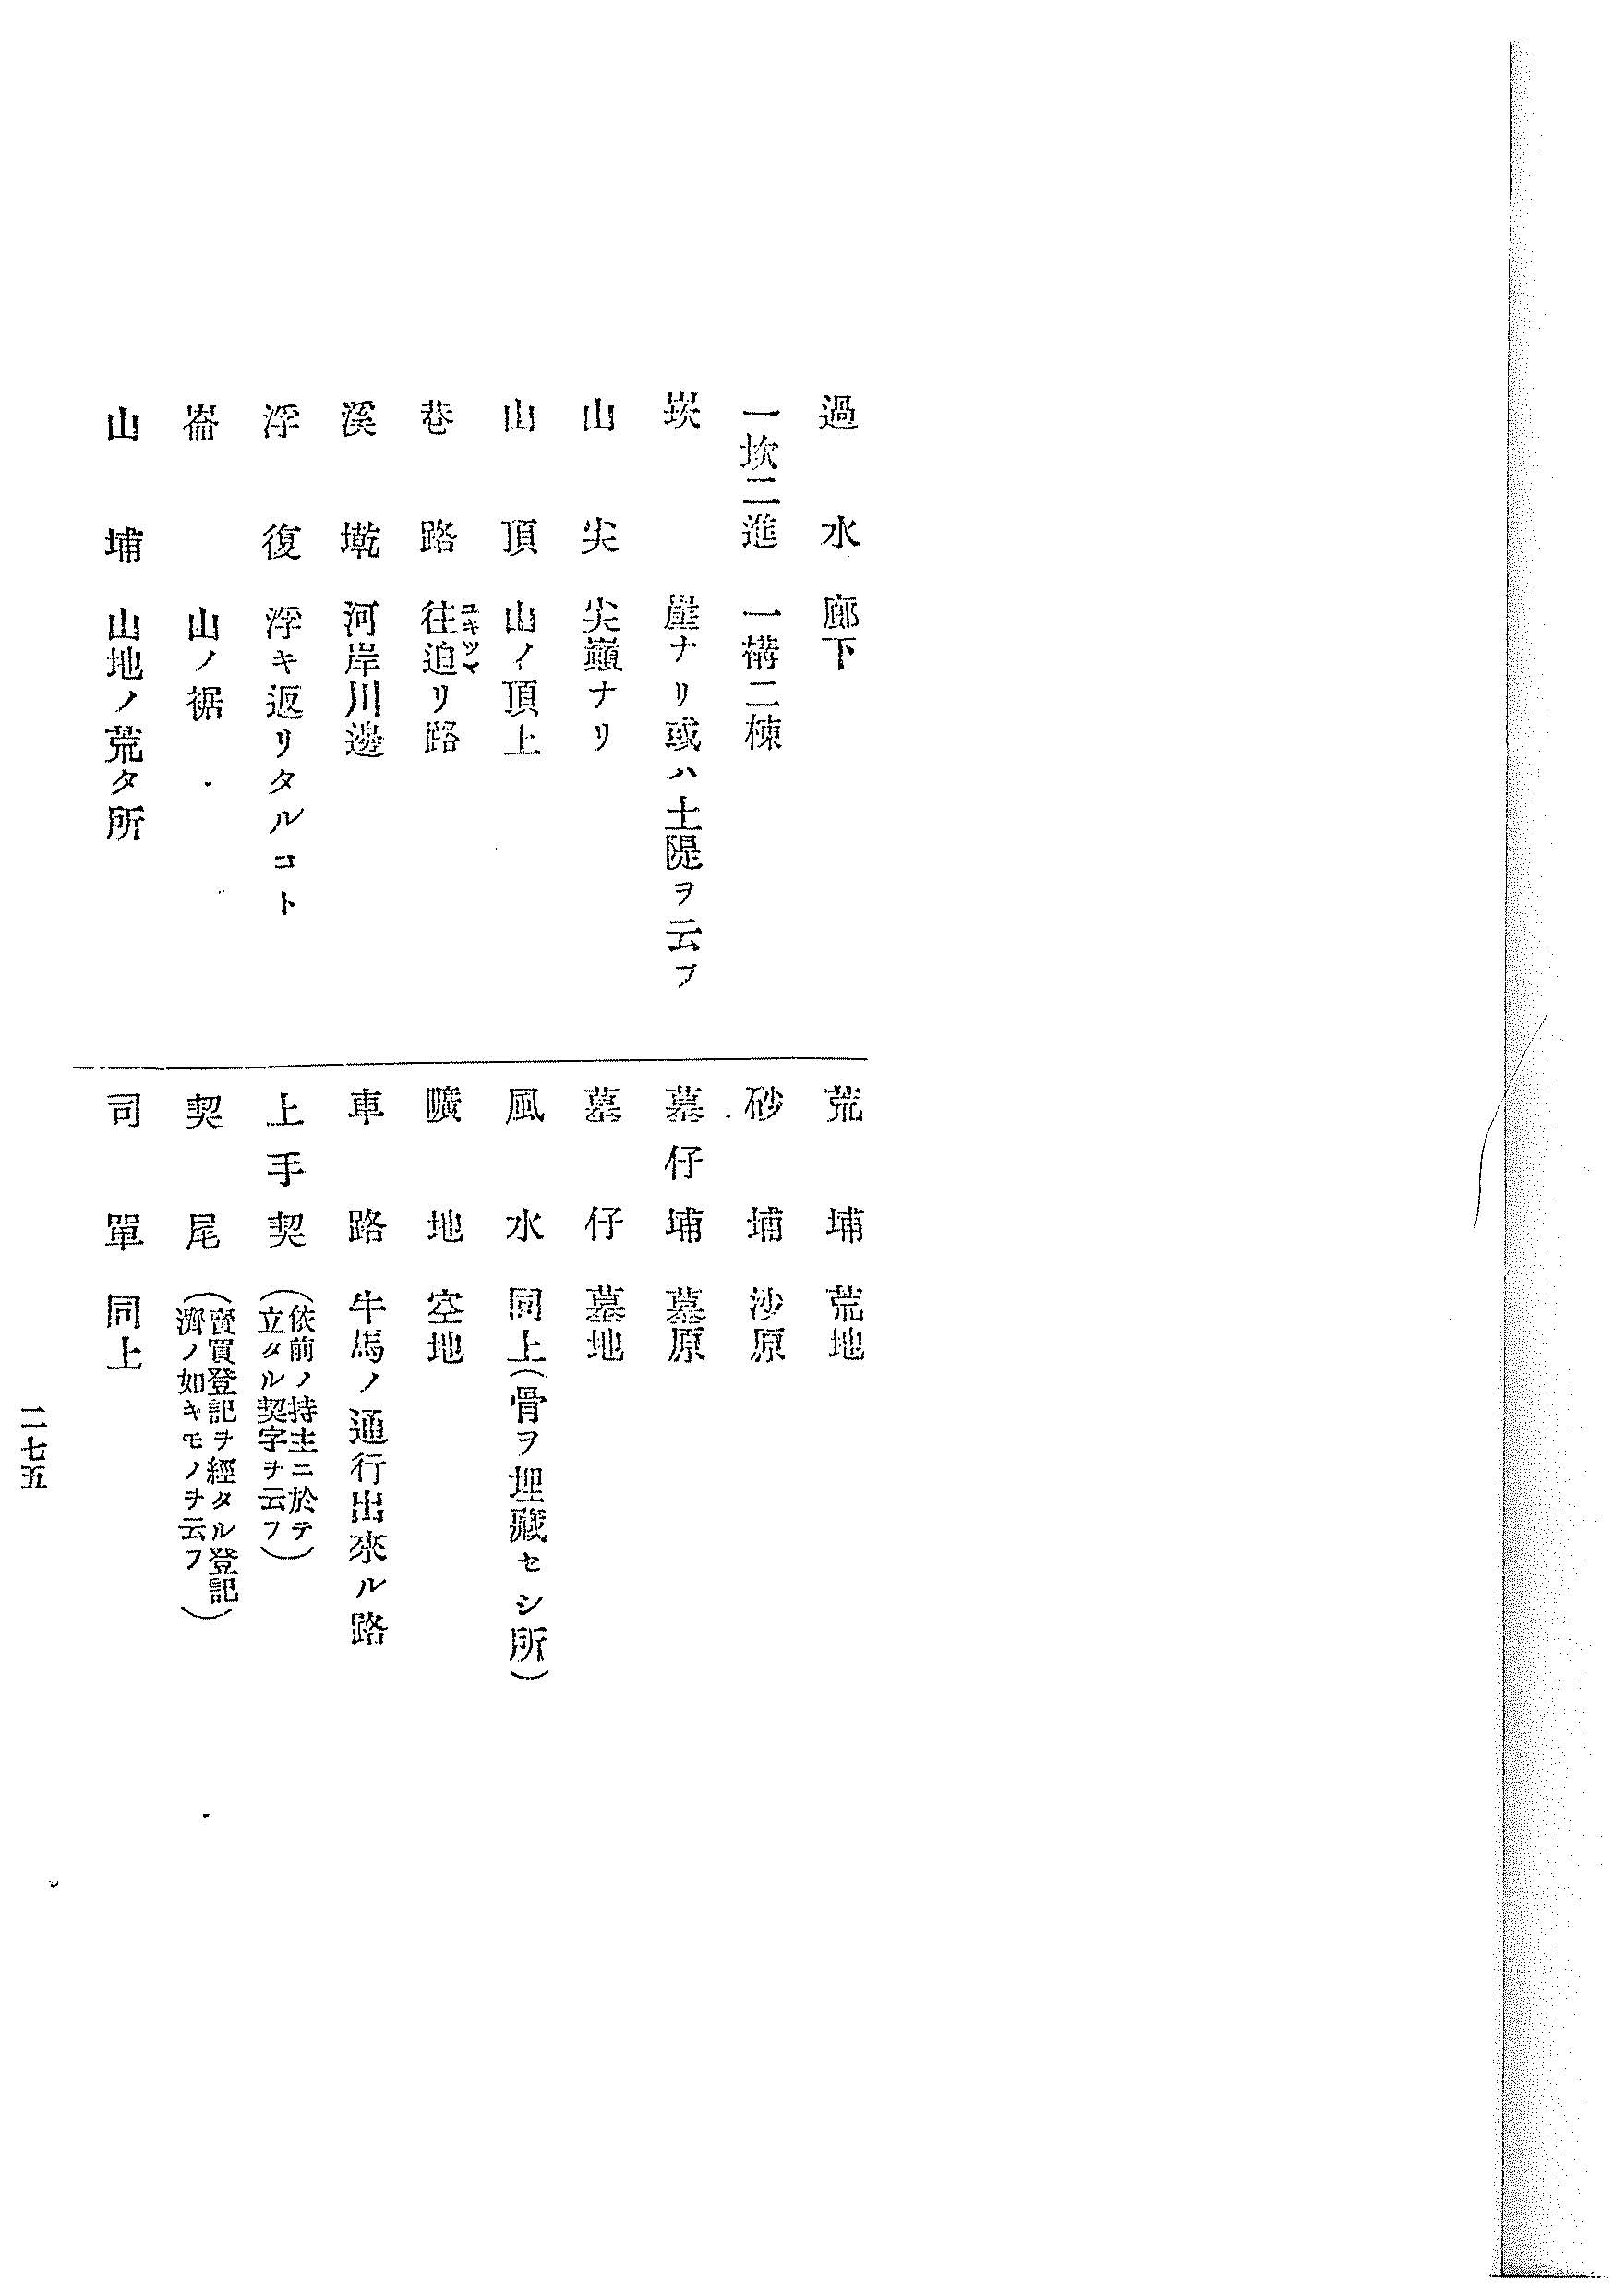 過水　廊下
一坎二進　一構二棟
崁　崖ナリ或ハ土隄ヲ云フ
山尖　尖巓ナリ
山頂　山ノ頂上
巷路　往迫リ路
ユキツマ
溪墘　河岸川邊
浮復　浮キ返リタルコト
崙　山ノ裾
山埔　山地ノ荒タ所
荒埔　荒地
砂埔　沙原
墓仔埔　墓原
墓仔　墓地
風水　同上(骨ヲ埋藏セシ所)
曠地　空地
車路　牛馬ノ通行出來ル路
上手契　(依前ノ持主ニ於テ
立タル契字ヲ云フ)
契尾　(賣買登記ヲ經タル登記
濟ノ如キモノヲ云フ)
司單　同上
二七五